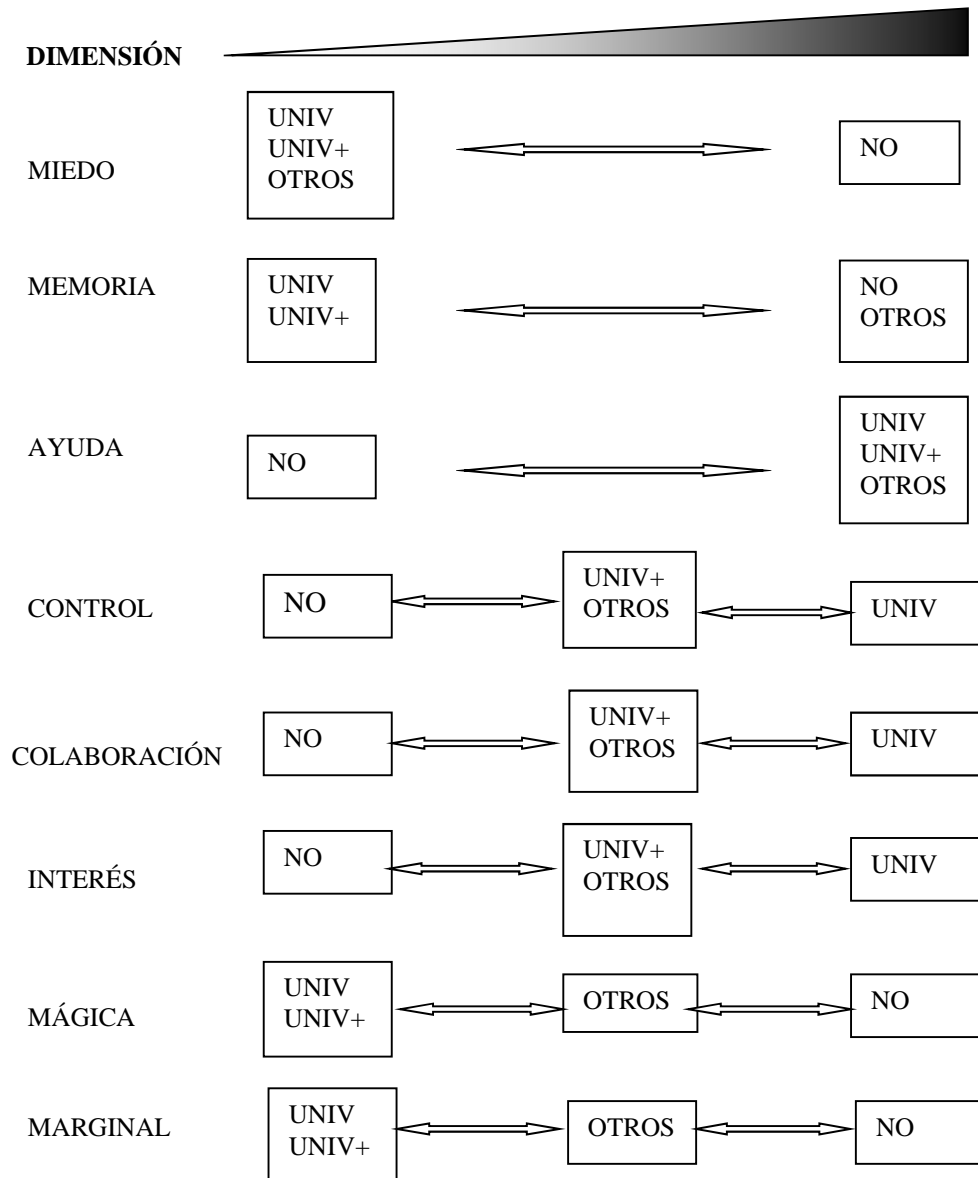 DIMENSIÓN
MIEDO
UNIV
UNIV+
OTROS
NO
MEMORIA
UNIV
UNIV+
NO
OTROS
AYUDA
NO
UNIV
UNIV+
OTROS
CONTROL
NO
UNIV+
OTROS
UNIV
COLABORACIÓN
NO
UNIV+
OTROS
UNIV
INTERÉS
NO
UNIV+
OTROS
UNIV
MÁGICA
UNIV
UNIV+
OTROS
NO
MARGINAL
UNIV
UNIV+
OTROS
NO